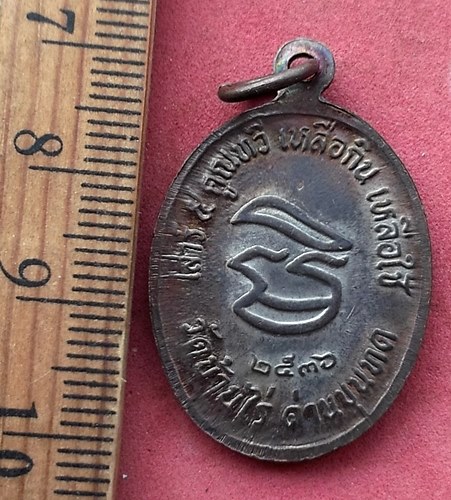 7
8
9
10
เสาร์ ๕ คูณทวี เหลือกิน เหลือใช้
๒๕๓๖
วัดบ้านไร่ ด่านขุนทด